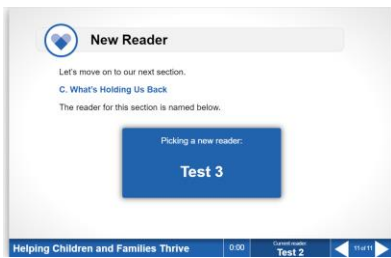 New Reader
Let's move on to our next section.
C. What's Holding Us Back
The reader for this section is named below.
Picking a new reader:
Test 3
Helping Children and Families Thrive
0:00
Current reader
Test 2
11 of 11